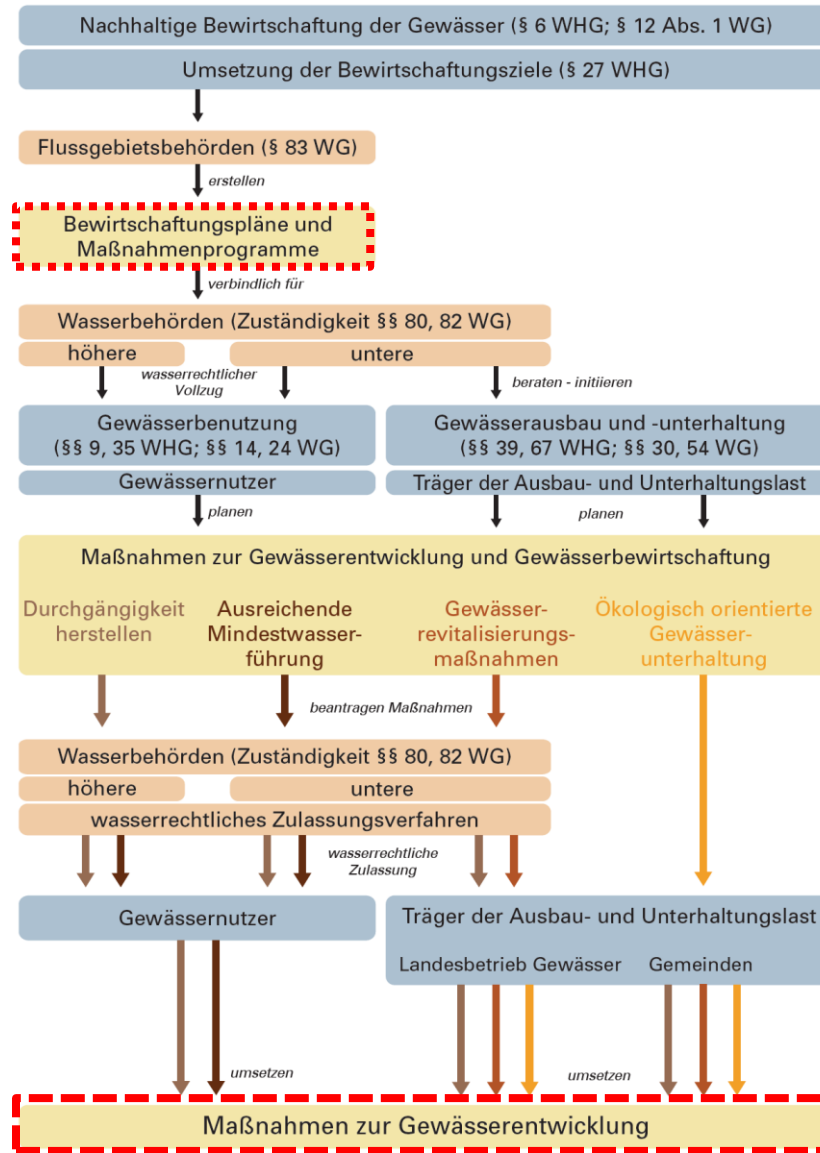 Nachhaltige Bewirtschaftung der Gewässer (§ 6 WHG; § 12 Abs. 1 WG)
Umsetzung der Bewirtschaftungsziele (§ 27 WHG)
Flussgebietsbehörden (§ 83 WG)
erstellen
Bewirtschaftungspläne und
Maßnahmenprogramme
verbindlich für
Wasserbehörden (Zuständigkeit §§ 80, 82 WG)
höhere
untere
wasserrechtlicher
Vollzug
beraten - initiieren
Gewässerbenutzung
(§§ 9, 35 WHG; §§ 14, 24 WG)
Gewässerausbau und -unterhaltung
(§§ 39, 67 WHG; §§ 30, 54 WG)
Gewässernutzer
Träger der Ausbau- und Unterhaltungslast
planen
planen
Maßnahmen zur Gewässerentwicklung und Gewässerbewirtschaftung
Durchgängigkeit
herstellen
Ausreichende
Mindestwasser-
führung
Gewässer-
revitalisierungs-
maßnahmen
Ökologisch orientierte
Gewässer-
unterhaltung
beantragen Maßnahmen
Wasserbehörden (Zuständigkeit §§ 80, 82 WG)
höhere
untere
wasserrechtliches Zulassungsverfahren
wasserrechtliche
Zulassung
Gewässernutzer
Träger der Ausbau- und Unterhaltungslast
Landesbetrieb Gewässer
Gemeinden
umsetzen
umsetzen
Maßnahmen zur Gewässerentwicklung